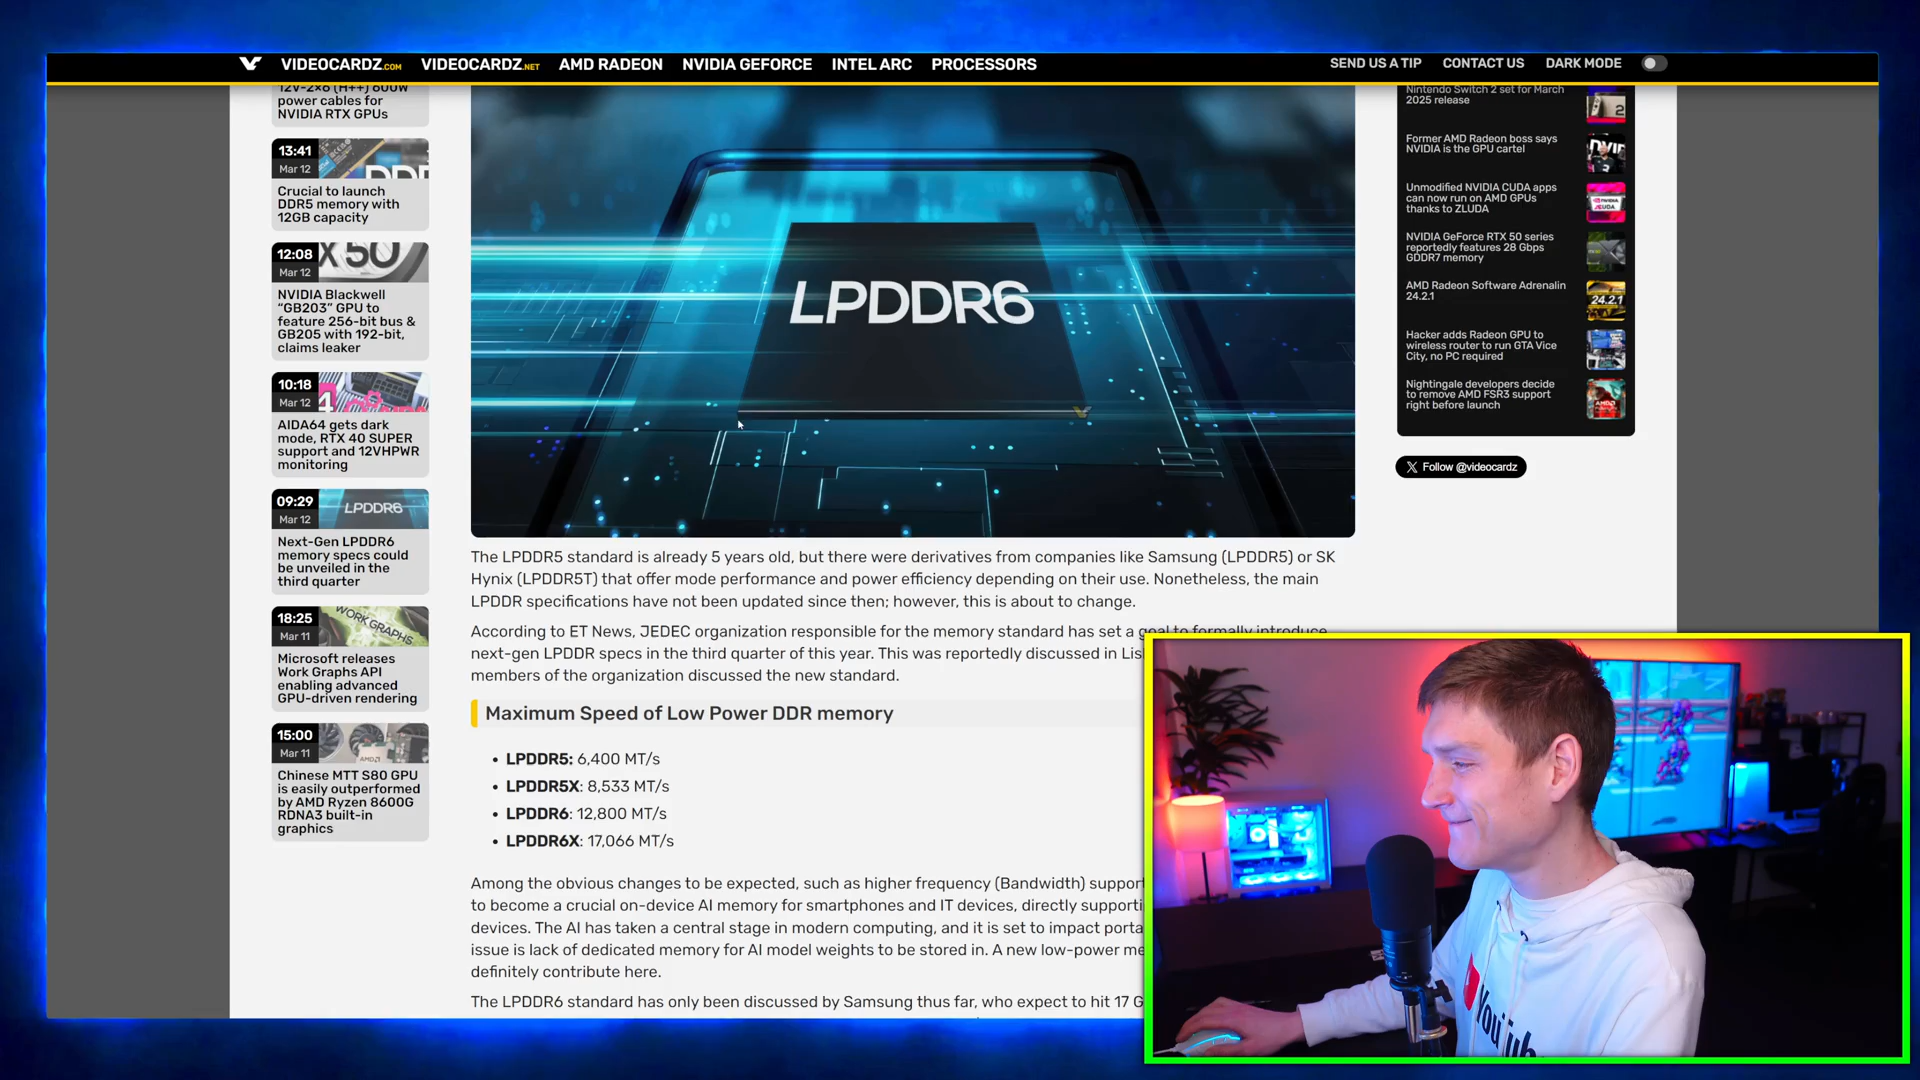 VIDEOCARDZ.COM VIDEOCARDZ.NET AMD RADEON NVIDIA GEFORCE INTEL ARC PROCESSORS SEND US A TIP CONTACT US DARK MODE
12V-2×6 (H++) 600W
power cables for
NVIDIA RTX GPUs
13:41
Mar 12
Crucial to launch
DDR5 memory with
12GB capacity
12:08
Mar 12
X 50
NVIDIA Blackwell
“GB203” GPU to
feature 256-bit bus &
GB205 with 192-bit,
claims leaker
10:18
Mar 12
AIDA64 gets dark
mode, RTX 40 SUPER
support and 12VHPWR
monitoring
09:29
Mar 12
LPDDR6
Next-Gen LPDDR6
memory specs could
be unveiled in the
third quarter
18:25
Mar 11
WORK GRAPHS
Microsoft releases
Work Graphs API
enabling advanced
GPU-driven rendering
15:00
Mar 11
AMD
Chinese MTT S80 GPU
is easily outperformed
by AMD Ryzen 8600G
RDNA3 built-in
graphics
LPDDR6
The LPDDR5 standard is already 5 years old, but there were derivatives from companies like Samsung (LPDDR5) or SK
Hynix (LPDDR5T) that offer mode performance and power efficiency depending on their use. Nonetheless, the main
LPDDR specifications have not been updated since then; however, this is about to change.
According to ET News, JEDEC organization responsible for the memory standard has set a goal to formally introduce
next-gen LPDDR specs in the third quarter of this year. This was reportedly discussed in Lis
members of the organization discussed the new standard.
Maximum Speed of Low Power DDR memory
• LPDDR5: 6,400 MT/s
• LPDDR5X: 8,533 MT/s
• LPDDR6: 12,800 MT/s
• LPDDR6X: 17,066 MT/s
Among the obvious changes to be expected, such as higher frequency (Bandwidth) suppor
to become a crucial on-device AI memory for smartphones and IT devices, directly supporti
devices. The AI has taken a central stage in modern computing, and it is set to impact porta
issue is lack of dedicated memory for AI model weights to be stored in. A new low-power me
definitely contribute here.
The LPDDR6 standard has only been discussed by Samsung thus far, who expect to hit 17 G
Nintendo Switch 2 set for March
2025 release
Former AMD Radeon boss says
NVIDIA is the GPU cartel
Unmodified NVIDIA CUDA apps
can now run on AMD GPUs
thanks to ZLUDA
NVIDIA GeForce RTX 50 series
reportedly features 28 Gbps
GDDR7 memory
AMD Radeon Software Adrenalin
24.2.1
24.2.1
Hacker adds Radeon GPU to
wireless router to run GTA Vice
City, no PC required
Nightingale developers decide
to remove AMD FSR3 support
right before launch
Follow @videocardz
YouTub